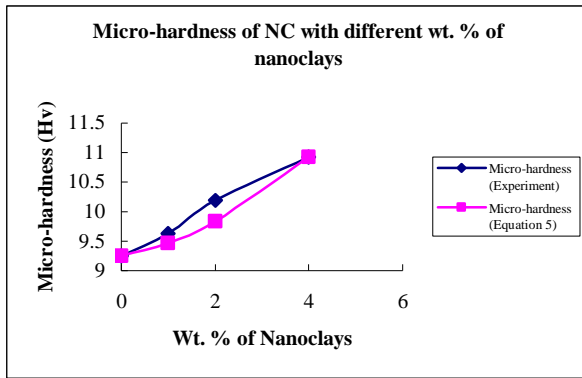 Micro-hardness of NC with different wt. % of
nanoclays
Micro-hardness (Hv)
11.5
11
10.5
10
9.5
9
0
2
4
6
Wt. % of Nanoclays
Micro-hardness
(Experiment)
Micro-hardness
(Equation 5)